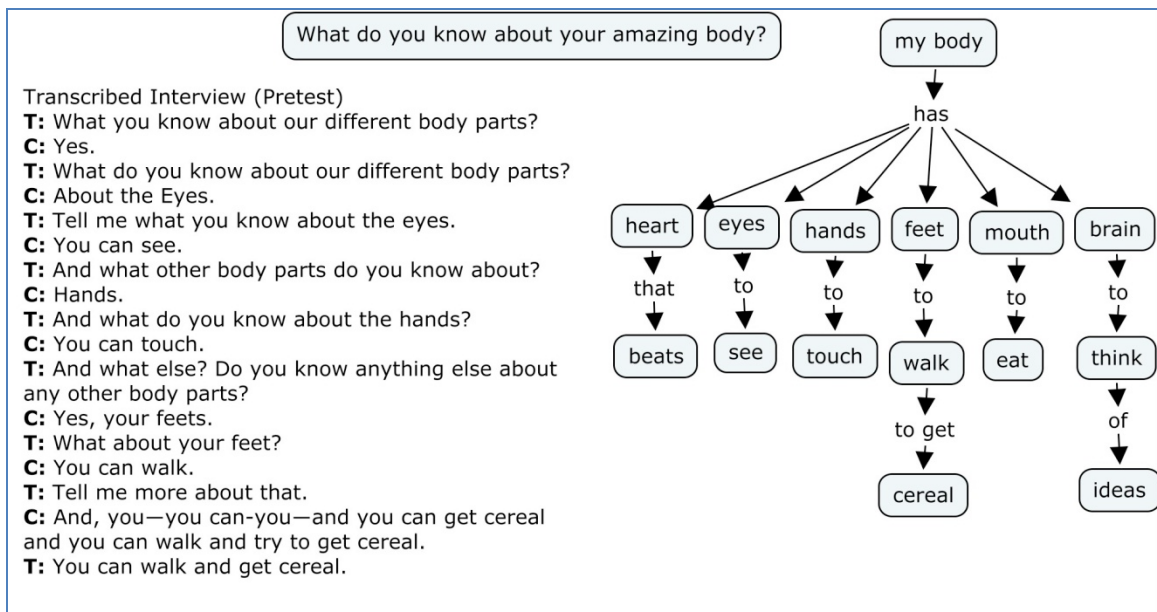 What do you know about your amazing body?
my body
has
Transcribed Interview (Pretest)
T: What you know about our different body parts?
C: Yes.
T: What do you know about our different body parts?
C: About the Eyes.
T: Tell me what you know about the eyes.
C: You can see.
T: And what other body parts do you know about?
C: Hands.
T: And what do you know about the hands?
C: You can touch.
T: And what else? Do you know anything else about
any other body parts?
C: Yes, your feets.
T: What about your feet?
C: You can walk.
T: Tell me more about that.
C: And, you—you can-you—and you can get cereal
and you can walk and try to get cereal.
T: You can walk and get cereal.
heart eyes hands feet mouth brain
that to to to to to
beats see touch walk eat think
to get of
cereal ideas